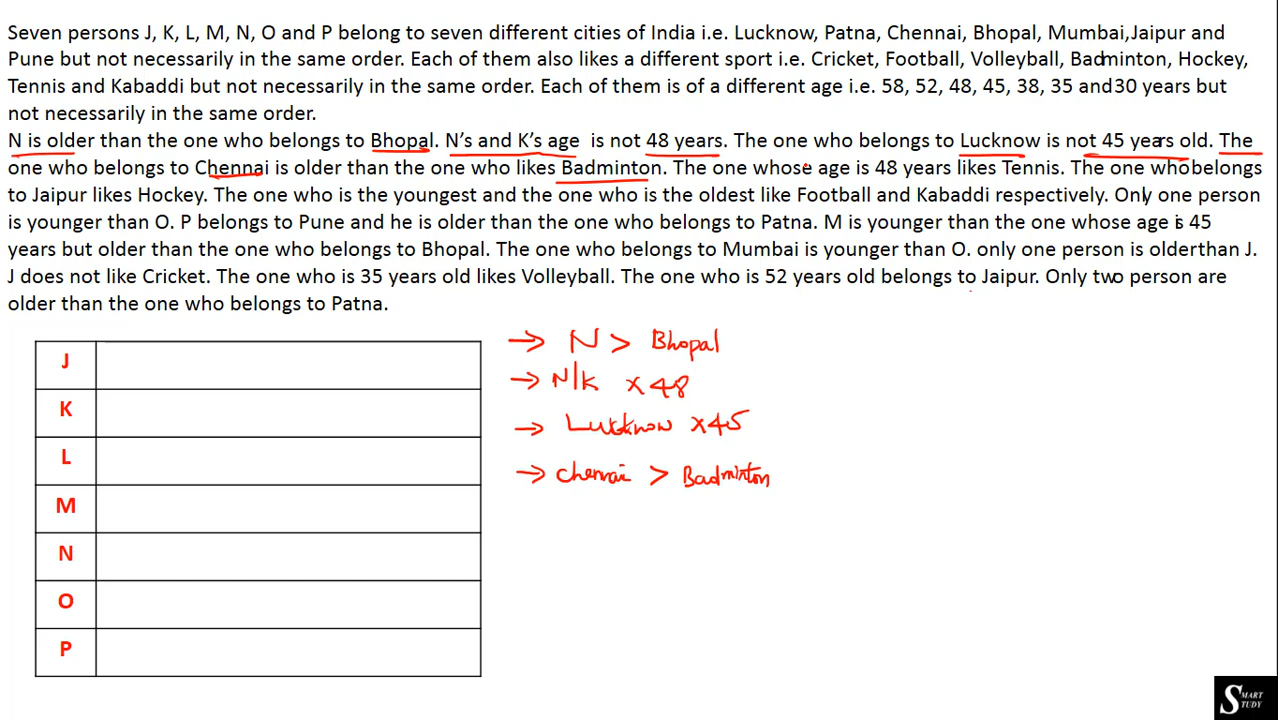 Seven persons J, K, L, M, N, O and P belong to seven different cities of India i.e. Lucknow, Patna, Chennai, Bhopal, Mumbai,Jaipur and
Pune but not necessarily in the same order. Each of them also likes a different sport i.e. Cricket, Football, Volleyball, Badminton, Hockey,
Tennis and Kabaddi but not necessarily in the same order. Each of them is of a different age i.e. 58, 52, 48, 45, 38, 35 and30 years but
not necessarily in the same order.
N is older than the one who belongs to Bhopal. N's and K's age is not 48 years. The one who belongs to Lucknow is not 45 years old. The
one who belongs to Chennai is older than the one who likes Badminton. The one whose age is 48 years likes Tennis. The one whobelongs
to Jaipur likes Hockey. The one who is the youngest and the one who is the oldest like Football and Kabaddi respectively. Only one person
is younger than O. P belongs to Pune and he is older than the one who belongs to Patna. M is younger than the one whose age is 45
years but older than the one who belongs to Bhopal. The one who belongs to Mumbai is younger than O. only one person is olderthan J.
J does not like Cricket. The one who is 35 years old likes Volleyball. The one who is 52 years old belongs to Jaipur. Only two person are
older than the one who belongs to Patna.
→ N > Bhopal
J
→ N/K x 48
K
→ Lucknow x45
L
→ Chennai > Badminton
M
N
O
P
SMART
STUDY